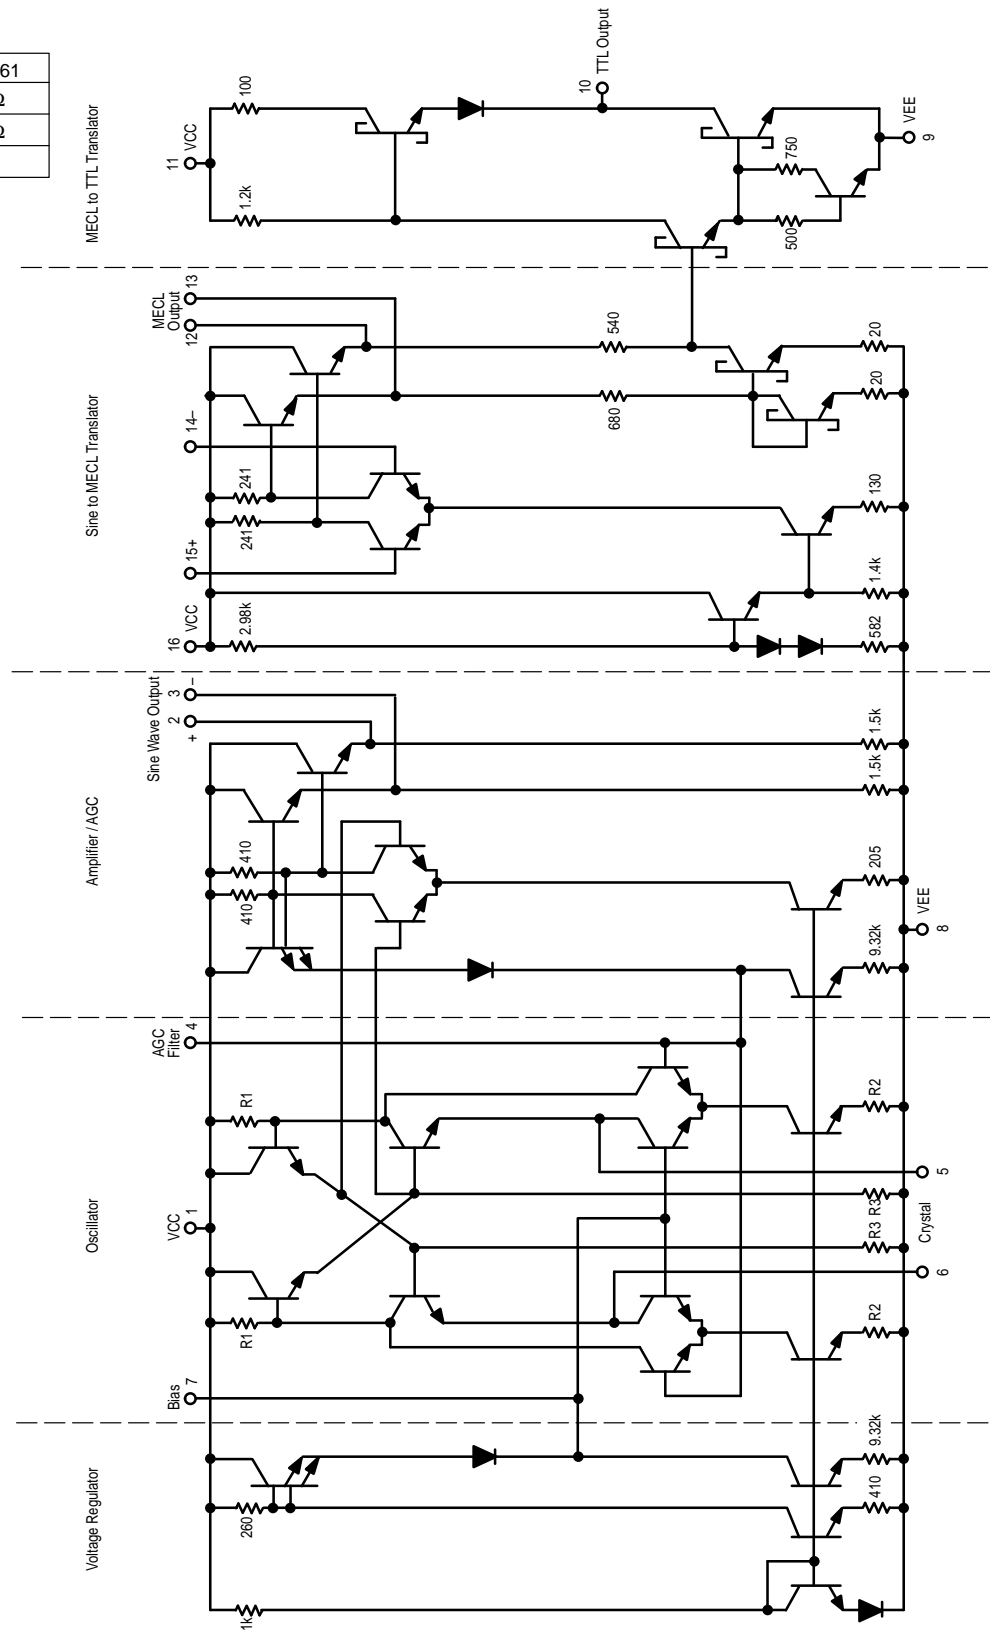 61
Ω
Ω
MECL to TTL Translator
11 VCC
100
1.2k
10 TTL Output
750
500
VEE
9
Sine to MECL Translator
MECL
Output
13
12
14–
241
241
15+
16 VCC
2.98k
540
680
20
20
130
1.4k
582
Amplifier / AGC
Sine Wave Output
3 –
2
+
410
410
1.5k
1.5k
205
9.32k
VEE
8
Oscillator
AGC
Filter
4
R1
VCC
1
R1
Bias 7
R2
5
R3
R3
Crystal
6
R2
Voltage Regulator
260
1k
9.32k
410